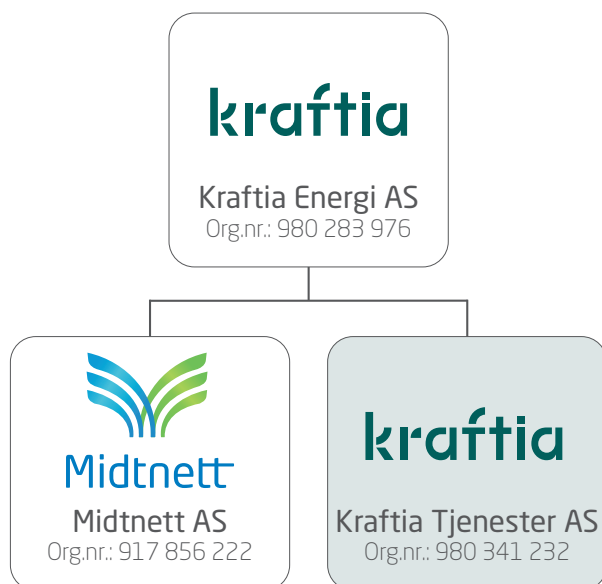 kraftia
Kraftia Energi AS
Org.nr.: 980 283 976
Midtnett
Midtnett AS
Org.nr.: 917 856 222
kraftia
Kraftia Tjenester AS
Org.nr.: 980 341 232